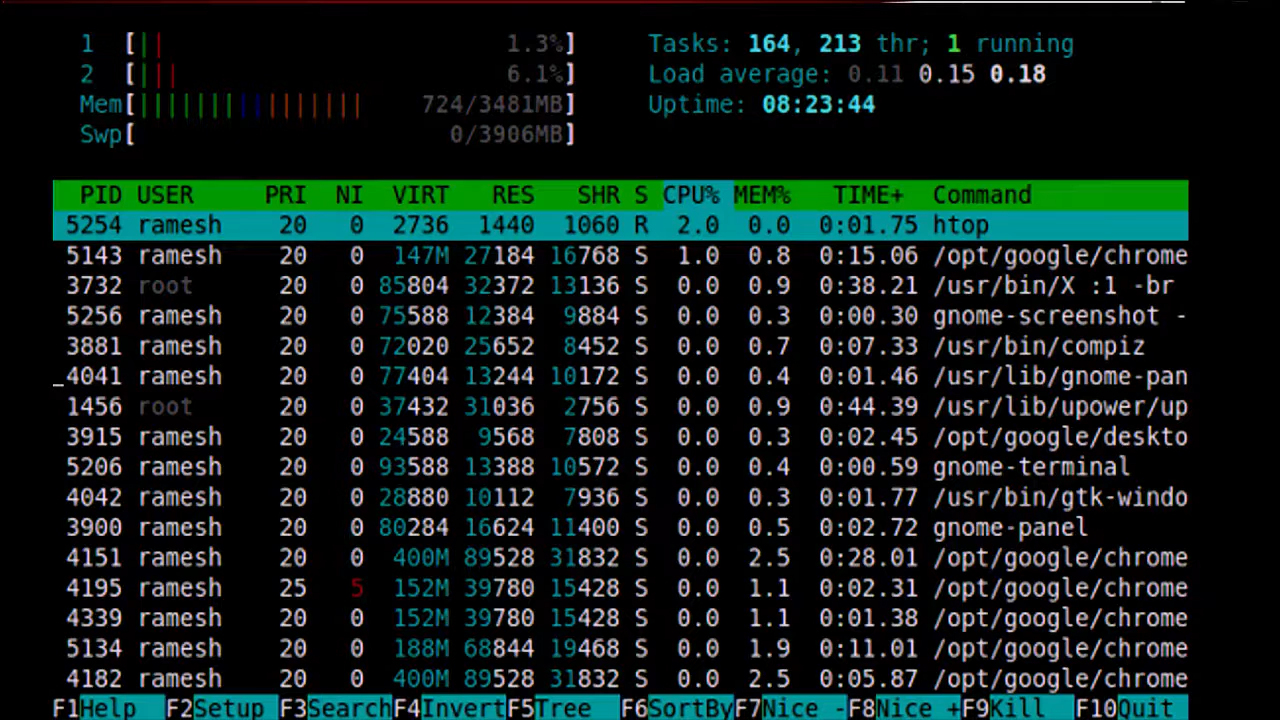 1 [|| 1.3%] Tasks: 164, 213 thr; 1 running
2 [||| 6.1%] Load average: 0.11 0.15 0.18
Mem[|||||||||||||||||| 724/3481MB] Uptime: 08:23:44
Swp[ 0/3906MB]
PID USER PRI NI VIRT RES SHR S CPU% MEM% TIME+ Command
5254 ramesh 20 0 2736 1440 1060 R 2.0 0.0 0:01.75 htop
5143 ramesh 20 0 147M 27184 16768 S 1.0 0.8 0:15.06 /opt/google/chrome
3732 root 20 0 85804 32372 13136 S 0.0 0.9 0:38.21 /usr/bin/X :1 -br
5256 ramesh 20 0 75588 12384 9884 S 0.0 0.3 0:00.30 gnome-screenshot -
3881 ramesh 20 0 72020 25652 8452 S 0.0 0.7 0:07.33 /usr/bin/compiz
_4041 ramesh 20 0 77404 13244 10172 S 0.0 0.4 0:01.46 /usr/lib/gnome-pan
1456 root 20 0 37432 31036 2756 S 0.0 0.9 0:44.39 /usr/lib/upower/up
3915 ramesh 20 0 24588 9568 7808 S 0.0 0.3 0:02.45 /opt/google/deskto
5206 ramesh 20 0 93588 13388 10572 S 0.0 0.4 0:00.59 gnome-terminal
4042 ramesh 20 0 28880 10112 7936 S 0.0 0.3 0:01.77 /usr/bin/gtk-windo
3900 ramesh 20 0 80284 16624 11400 S 0.0 0.5 0:02.72 gnome-panel
4151 ramesh 20 0 400M 89528 31832 S 0.0 2.5 0:28.01 /opt/google/chrome
4195 ramesh 25 5 152M 39780 15428 S 0.0 1.1 0:02.31 /opt/google/chrome
4339 ramesh 20 0 152M 39780 15428 S 0.0 1.1 0:01.38 /opt/google/chrome
5134 ramesh 20 0 188M 68844 19468 S 0.0 1.9 0:11.01 /opt/google/chrome
4182 ramesh 20 0 400M 89528 31832 S 0.0 2.5 0:05.87 /opt/google/chrome
F1Help F2Setup F3SearchF4InvertF5Tree F6SortByF7Nice -F8Nice +F9Kill F10Quit